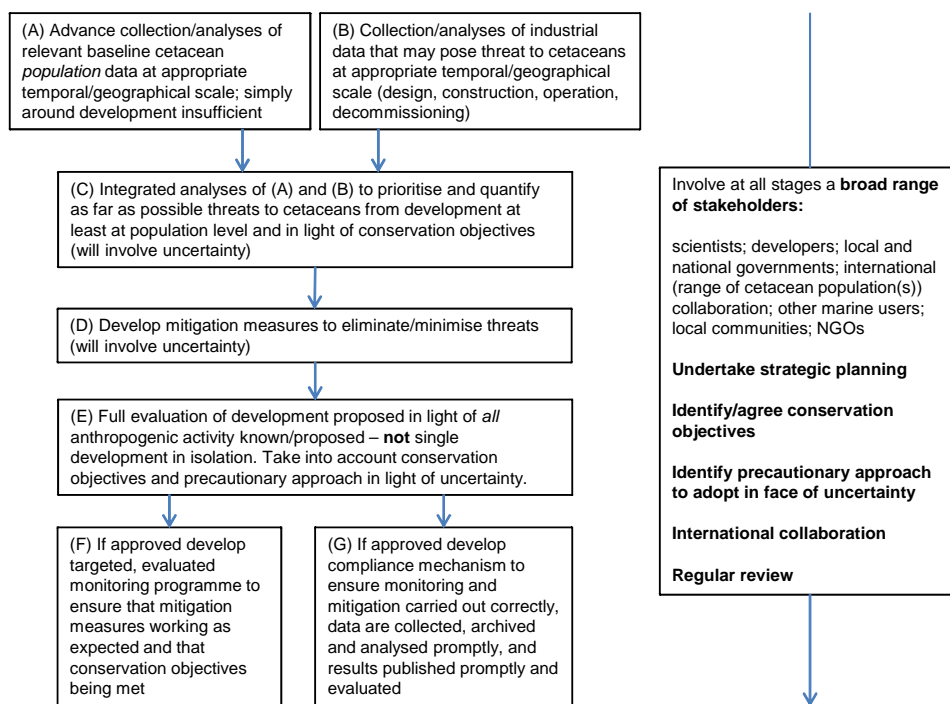 (A) Advance collection/analyses of
relevant baseline cetacean
population data at appropriate
temporal/geographical scale; simply
around development insufficient
(B) Collection/analyses of industrial
data that may pose threat to cetaceans
at appropriate temporal/geographical
scale (design, construction, operation,
decommissioning)
(C) Integrated analyses of (A) and (B) to prioritise and quantify
as far as possible threats to cetaceans from development at
least at population level and in light of conservation objectives
(will involve uncertainty)
(D) Develop mitigation measures to eliminate/minimise threats
(will involve uncertainty)
(E) Full evaluation of development proposed in light of all
anthropogenic activity known/proposed – not single
development in isolation. Take into account conservation
objectives and precautionary approach in light of uncertainty.
(F) If approved develop
targeted, evaluated
monitoring programme to
ensure that mitigation
measures working as
expected and that
conservation objectives
being met
(G) If approved develop
compliance mechanism to
ensure monitoring and
mitigation carried out correctly,
data are collected, archived
and analysed promptly, and
results published promptly and
evaluated
Involve at all stages a broad range
of stakeholders:
scientists; developers; local and
national governments; international
(range of cetacean population(s))
collaboration; other marine users;
local communities; NGOs
Undertake strategic planning
Identify/agree conservation
objectives
Identify precautionary approach
to adopt in face of uncertainty
International collaboration
Regular review